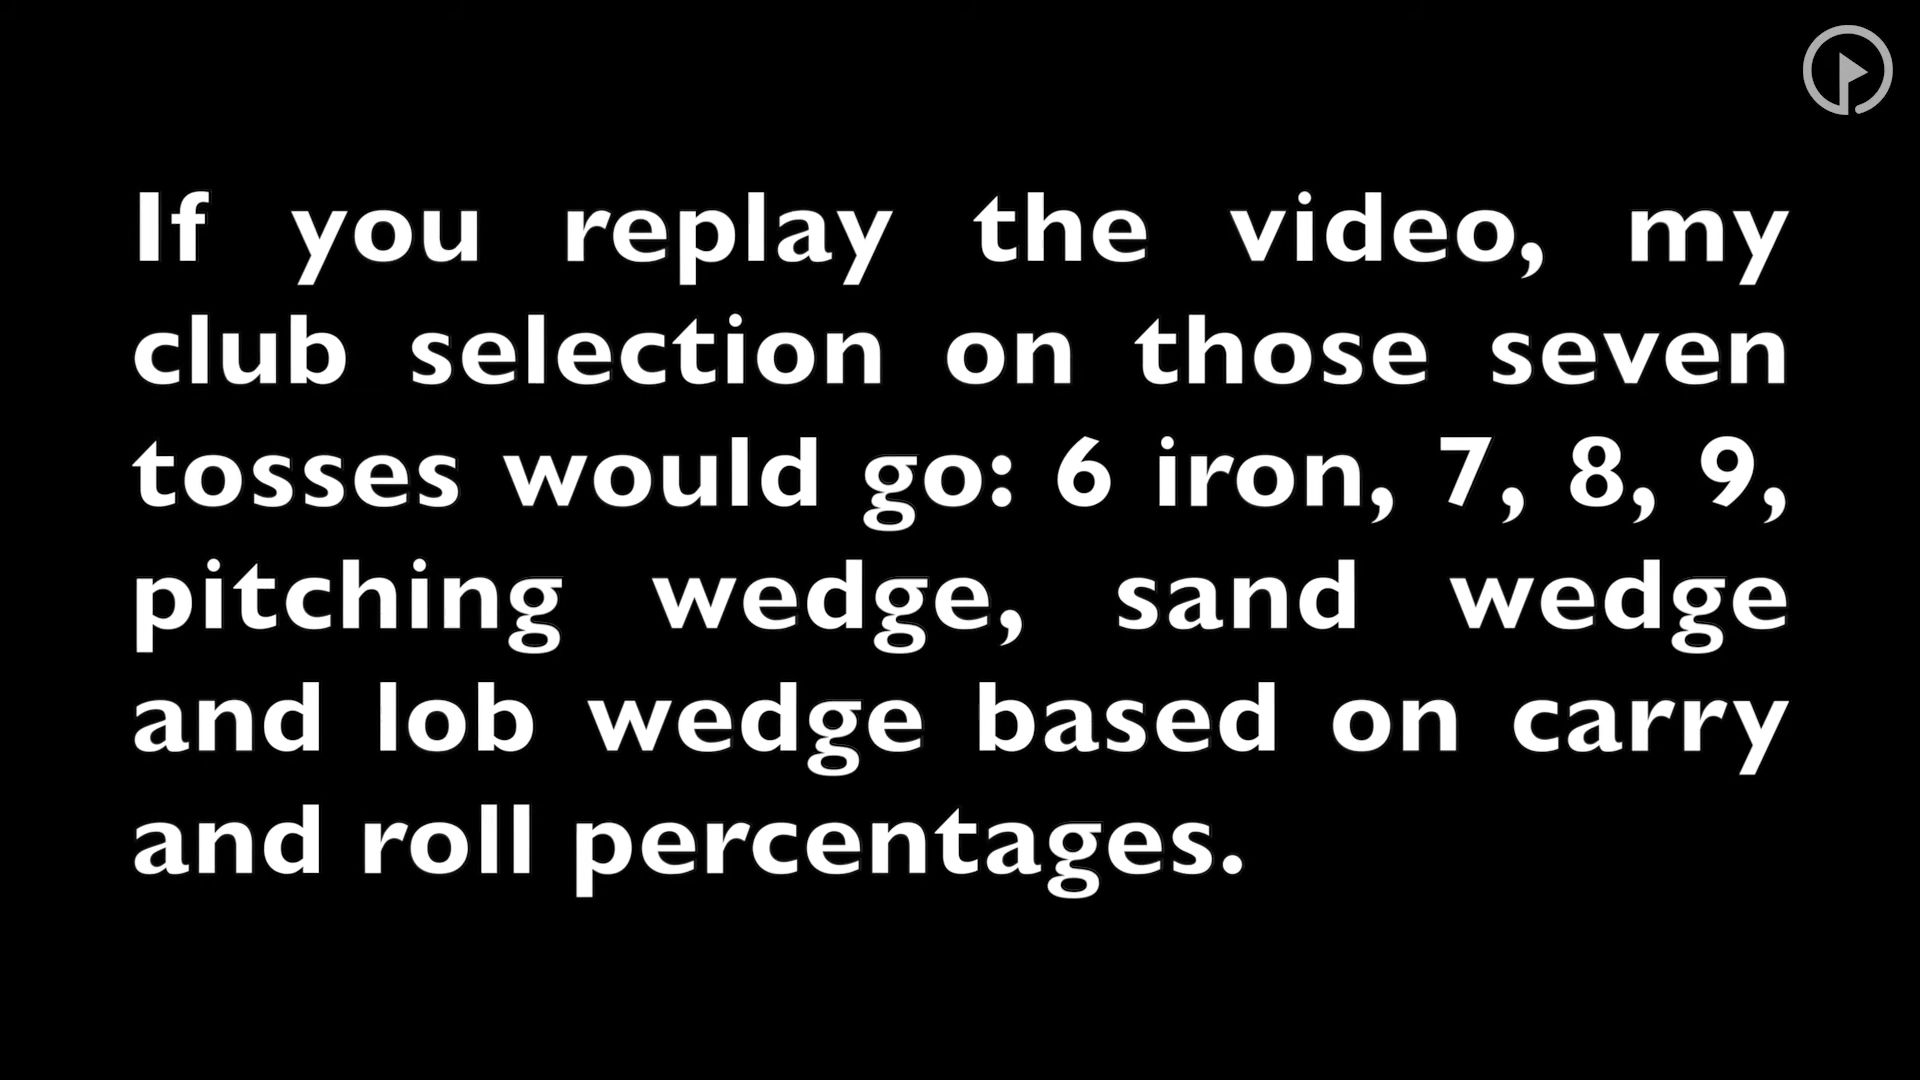 If you replay the video, my
club selection on those seven
tosses would go: 6 iron, 7, 8, 9,
pitching wedge, sand wedge
and lob wedge based on carry
and roll percentages.